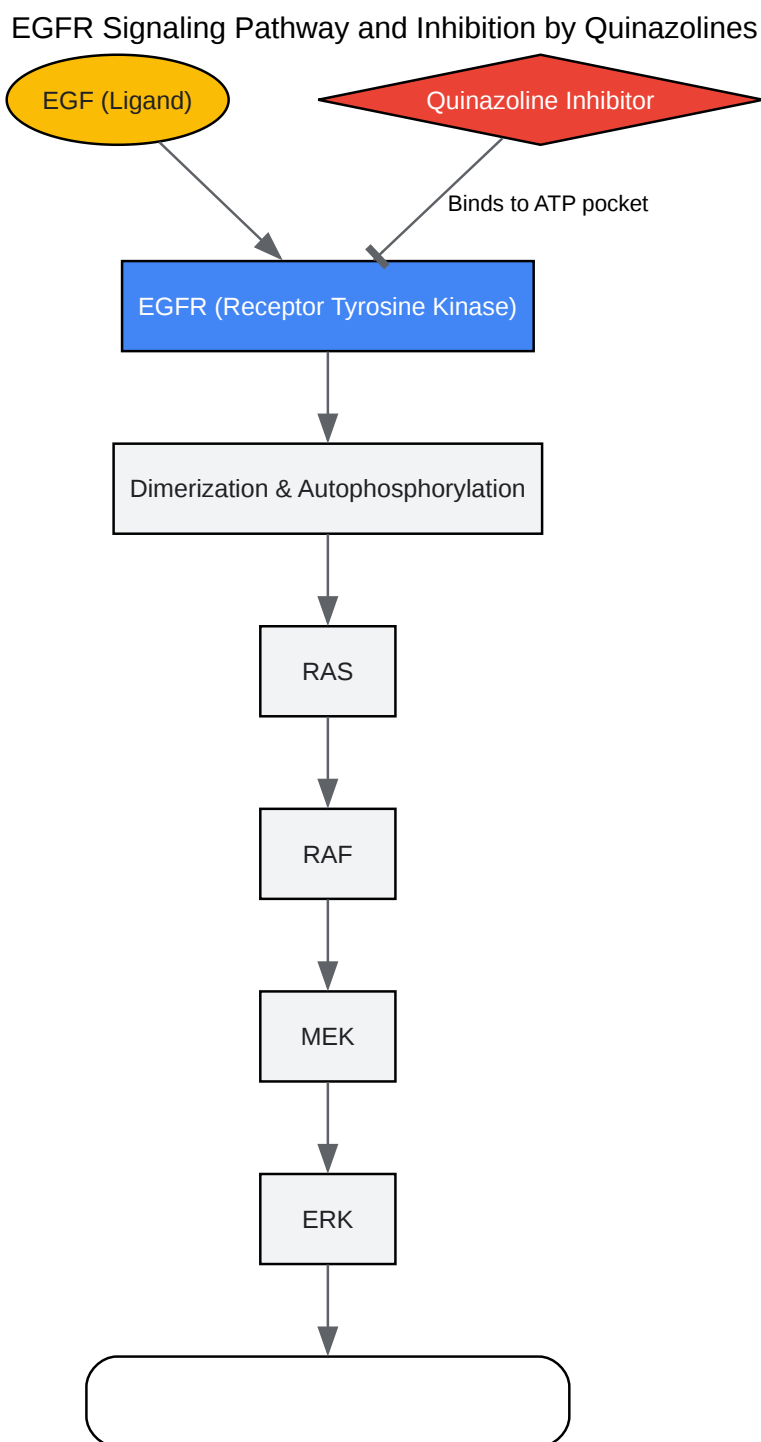 EGFR Signaling Pathway and Inhibition by Quinazolines
EGF (Ligand)
Quinazoline Inhibitor
Binds to ATP pocket
EGFR (Receptor Tyrosine Kinase)
Dimerization & Autophosphorylation
RAS
RAF
MEK
ERK